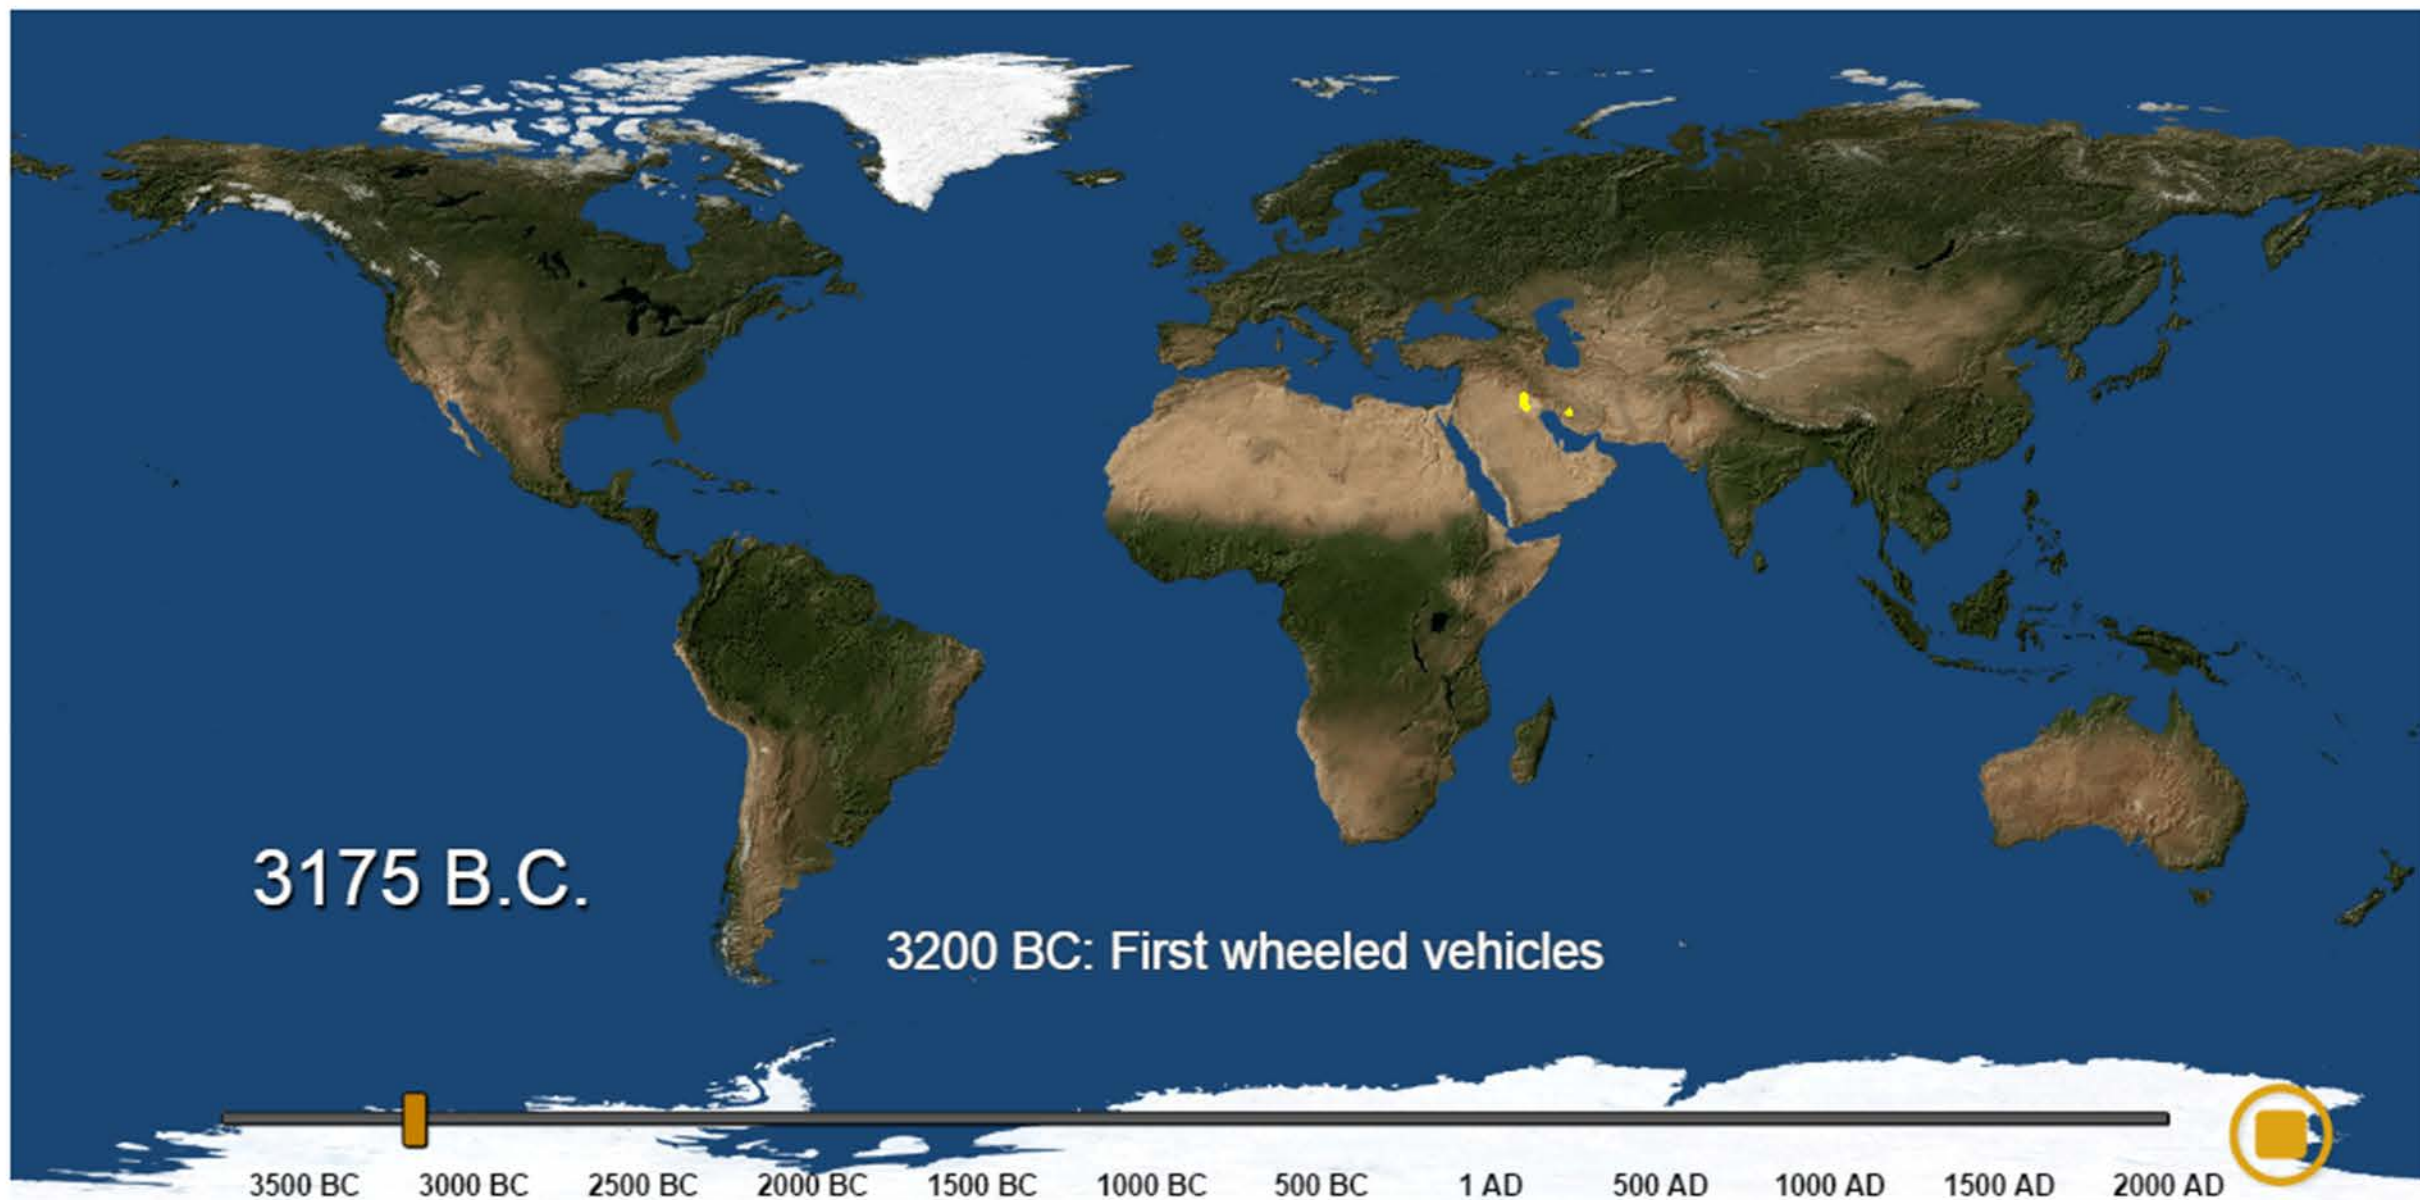 3175 B.C.
3200 BC: First wheeled vehicles
3500 BC 3000 BC 2500 BC 2000 BC 1500 BC 1000 BC 500 BC 1 AD 500 AD 1000 AD 1500 AD 2000 AD